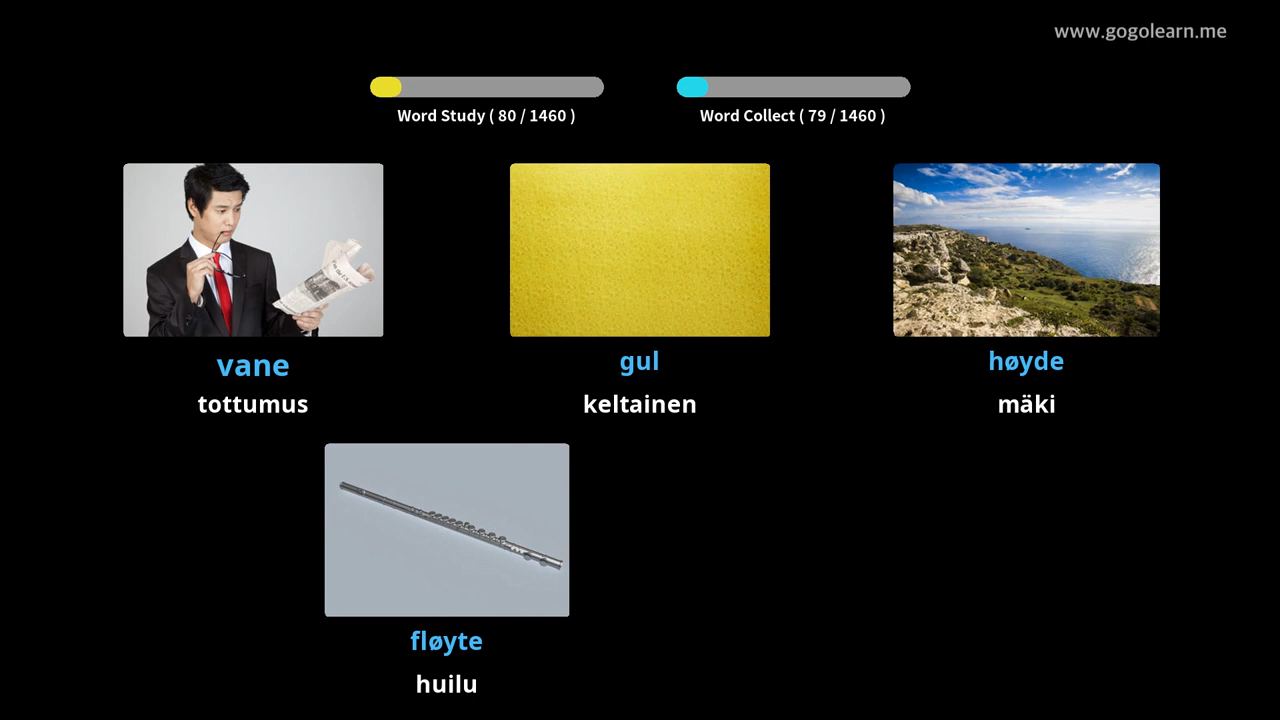 www.gogolearn.me
Word Study ( 80 / 1460 )
Word Collect ( 79 / 1460 )
vane
tottumus
gul
keltainen
høyde
mäki
fløyte
huilu